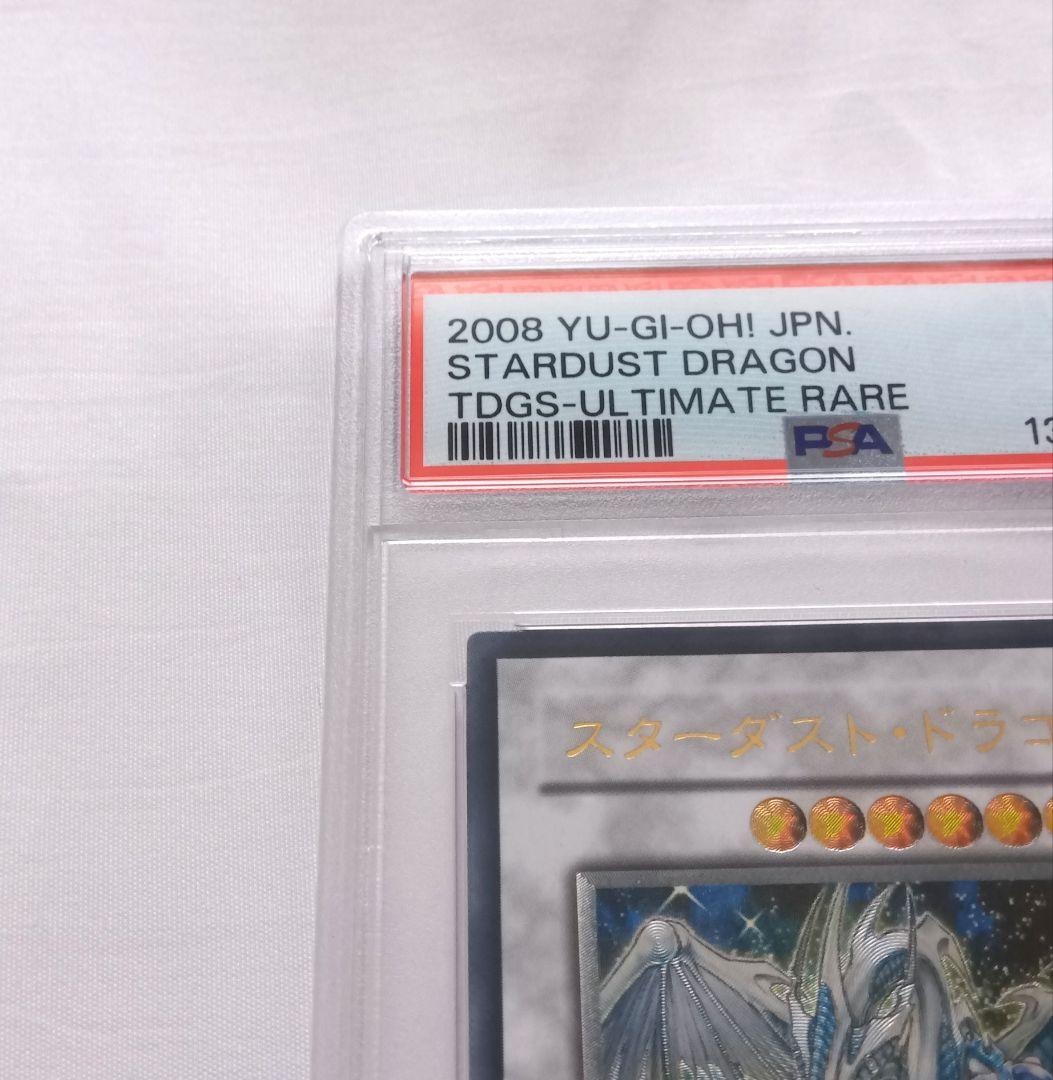 2008 YU-GI-OH! JPN.
STARDUST DRAGON
TDGS-ULTIMATE RARE
PSA
13
スターダスト・ドラゴ